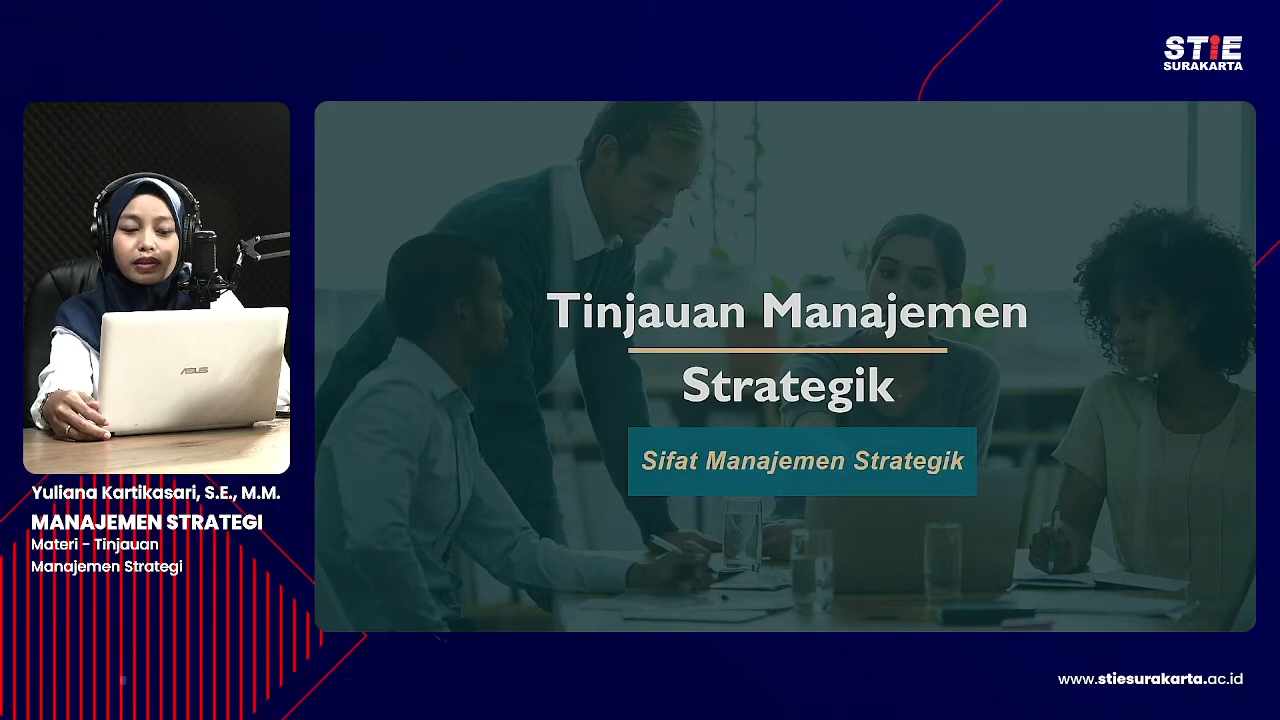 STIE
SURAKARTA
Tinjauan Manajemen
Strategik
Sifat Manajemen Strategik
ASUS
Yuliana Kartikasari, S.E., M.M.
MANAJEMEN STRATEGI
Materi - Tinjauan
Manajemen Strategi
www.stiesurakarta.ac.id